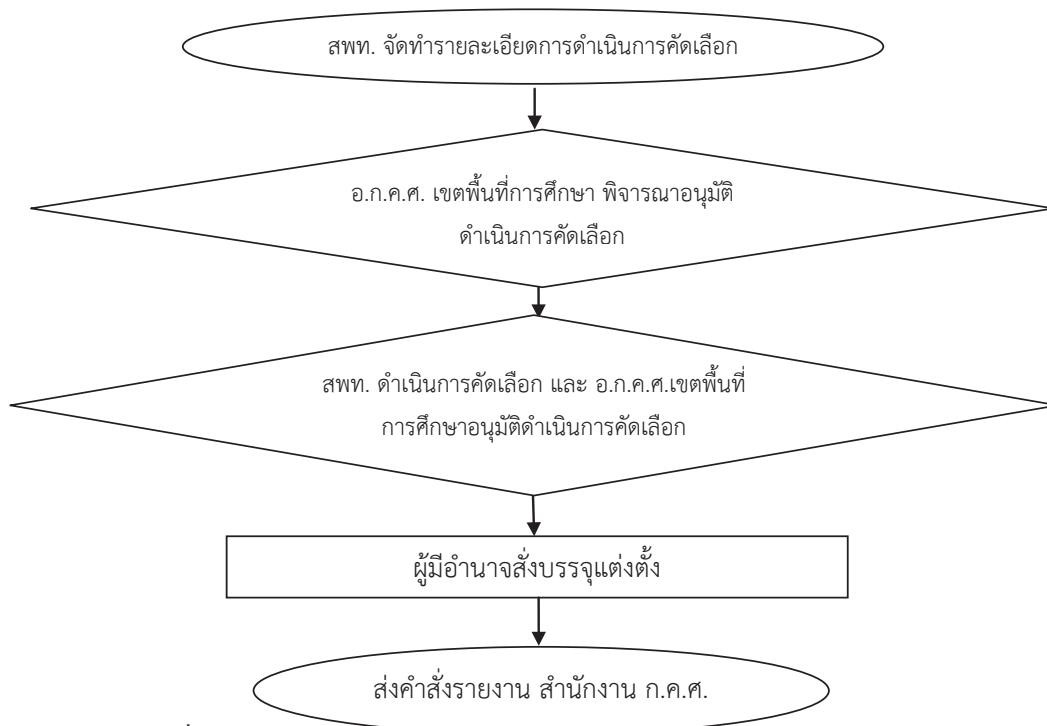 สพท. จัดทำรายละเอียดการดำเนินการคัดเลือก
อ.ก.ค.ศ. เขตพื้นที่การศึกษา พิจารณาอนุมัติ
ดำเนินการคัดเลือก
สพท. ดำเนินการคัดเลือก และ อ.ก.ค.ศ.เขตพื้นที่
การศึกษาอนุมัติดำเนินการคัดเลือก
ผู้มีอำนาจสั่งบรรจุแต่งตั้ง
ส่งคำสั่งรายงาน สำนักงาน ก.ค.ศ.